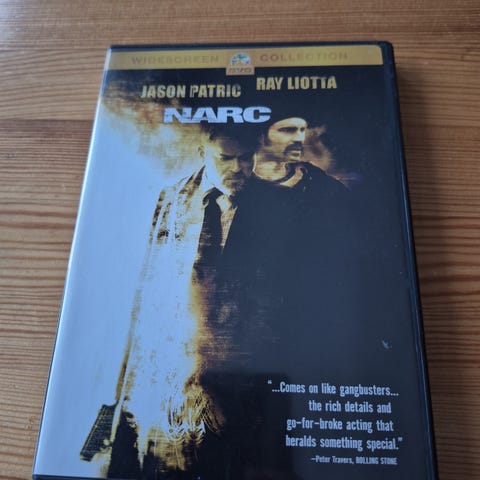 WIDESCREEN DVD COLLECTION
JASON PATRIC RAY LIOTTA
NARC
"...Comes on like gangbusters...
the rich details and
go-for-broke acting that
heralds something special."
—Peter Travers, ROLLING STONE